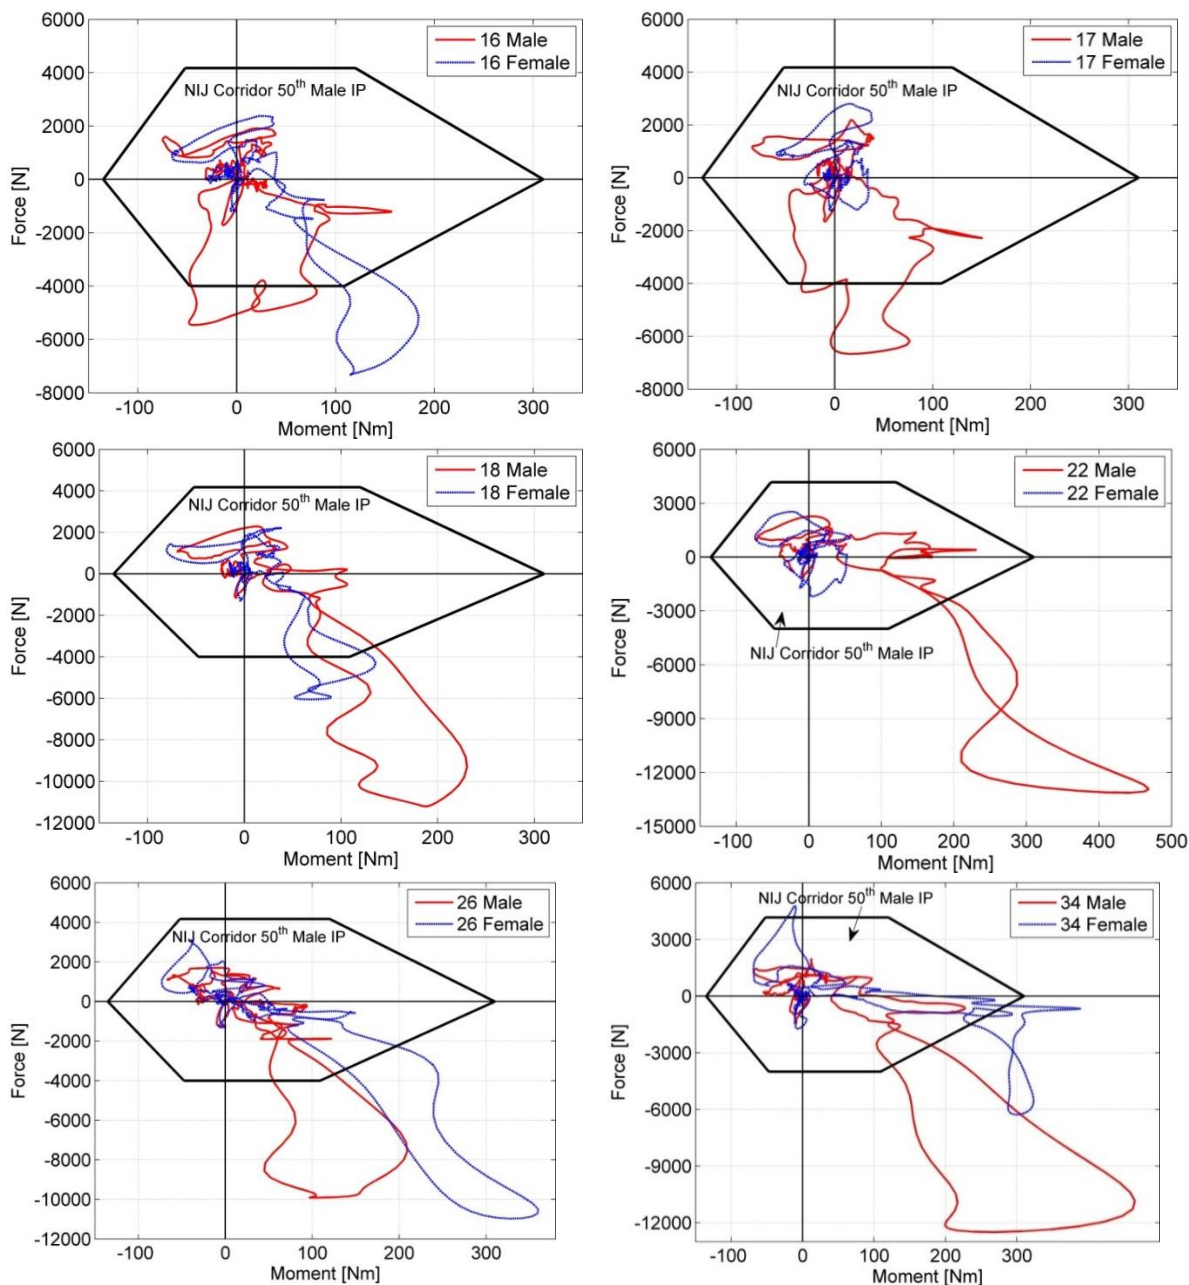 6000
4000
2000
0
-2000
-4000
-6000
-8000
Force [N]
NIJ Corridor 50th Male IP
16 Male
16 Female
-100 0 100 200 300
Moment [Nm]
6000
4000
2000
0
-2000
-4000
-6000
-8000
Force [N]
NIJ Corridor 50th Male IP
17 Male
17 Female
-100 0 100 200 300
Moment [Nm]
6000
4000
2000
0
-2000
-4000
-6000
-8000
-10000
-12000
Force [N]
NIJ Corridor 50th Male IP
18 Male
18 Female
-100 0 100 200 300
Moment [Nm]
6000
3000
0
-3000
-6000
-9000
-12000
-15000
Force [N]
22 Male
22 Female
NIJ Corridor 50th Male IP
-100 0 100 200 300 400 500
Moment [Nm]
6000
4000
2000
0
-2000
-4000
-6000
-8000
-10000
-12000
Force [N]
NIJ Corridor 50th Male IP
26 Male
26 Female
-100 0 100 200 300
Moment [Nm]
6000
3000
0
-3000
-6000
-9000
-12000
Force [N]
NIJ Corridor 50th Male IP
34 Male
34 Female
-100 0 100 200 300
Moment [Nm]